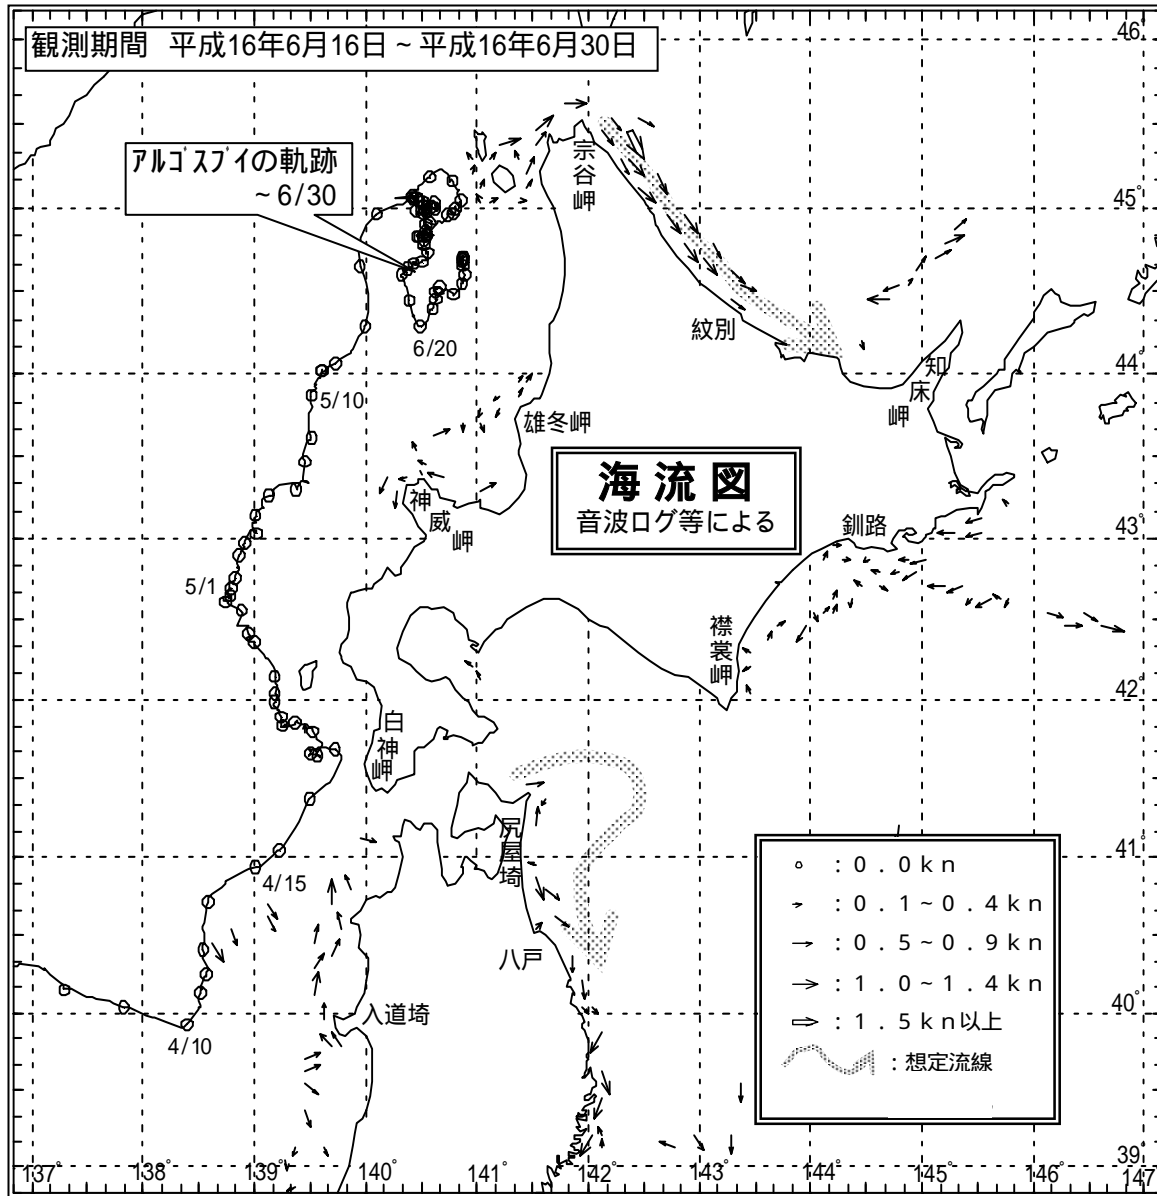 観測期間 平成16年6月16日 ~ 平成16年6月30日
46°
アルゴスブイの軌跡
~ 6/30
宗谷岬
45°
紋別
6/20
44°
5/10
知床岬
雄冬岬
海 流 図
音波ログ等による
神威岬
釧路
43°
5/1
襟裳岬
42°
白神岬
尻屋埼
41°
4/15
八戸
入道埼
40°
4/10
: 0 . 0 k n
: 0 . 1 ~ 0 . 4 k n
: 0 . 5 ~ 0 . 9 k n
: 1 . 0 ~ 1 . 4 k n
: 1 . 5 k n 以上
: 想定流線
39°
137° 138° 139° 140° 141° 142° 143° 144° 145° 146° 147